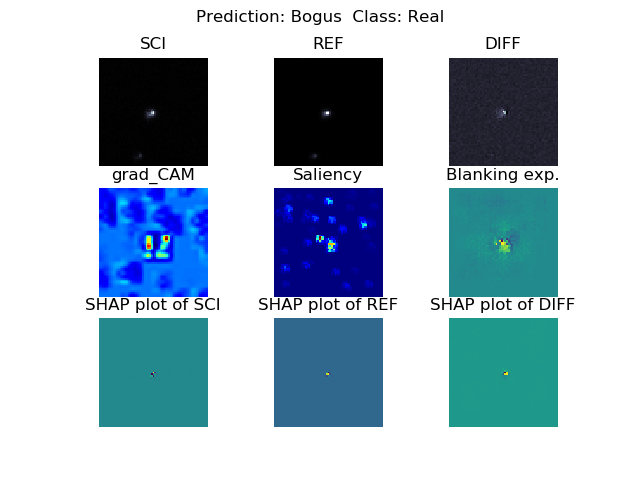 Prediction: Bogus  Class: Real
SCI
REF
DIFF
grad_CAM
Saliency
Blanking exp.
SHAP plot of SCI
SHAP plot of REF
SHAP plot of DIFF